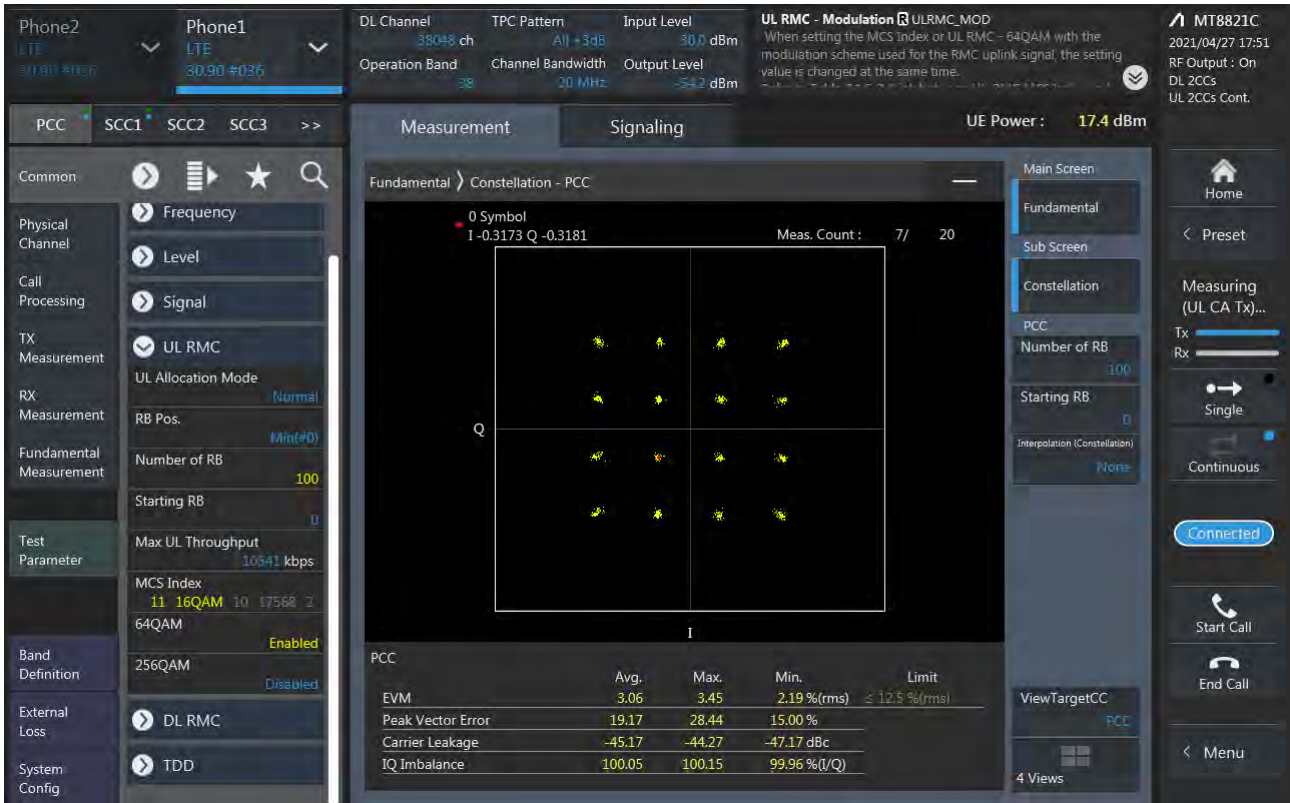 Phone2
LTE
30.90 #036
Phone1
LTE
30.90 #036
DL Channel
38048 ch
Operation Band
38
TPC Pattern
All +3dB
Channel Bandwidth
20 MHz
Input Level
30.0 dBm
Output Level
-54.2 dBm
UL RMC - Modulation R ULRMC_MOD
When setting the MCS Index or UL RMC - 64QAM with the
modulation scheme used for the RMC uplink signal, the setting
value is changed at the same time.
MT8821C
2021/04/27 17:51
RF Output : On
DL 2CCs
UL 2CCs Cont.
PCC SCC1 SCC2 SCC3 >>
Measurement
Signaling
UE Power : 17.4 dBm
Common
Physical
Channel
Call
Processing
TX
Measurement
RX
Measurement
Fundamental
Measurement
Test
Parameter
Band
Definition
External
Loss
System
Config
Frequency
Level
Signal
UL RMC
UL Allocation Mode
Normal
RB Pos.
Min(#0)
Number of RB
100
Starting RB
0
Max UL Throughput
10541 kbps
MCS Index
11 16QAM 10 17568 2
64QAM
Enabled
256QAM
Disabled
DL RMC
TDD
Fundamental Constellation - PCC
0 Symbol
I -0.3173 Q -0.3181
Meas. Count : 7/ 20
Q
I
PCC
Avg. Max. Min. Limit
EVM 3.06 3.45 2.19 %(rms) ≤ 12.5 %(rms)
Peak Vector Error 19.17 28.44 15.00 %
Carrier Leakage -45.17 -44.27 -47.17 dBc
IQ Imbalance 100.05 100.15 99.96 %(I/Q)
Main Screen
Fundamental
Sub Screen
Constellation
PCC
Number of RB
100
Starting RB
0
Interpolation (Constellation)
None
ViewTargetCC
PCC
4 Views
Home
< Preset
Measuring
(UL CA Tx)...
Tx
Rx
Single
Continuous
Connected
Start Call
End Call
< Menu